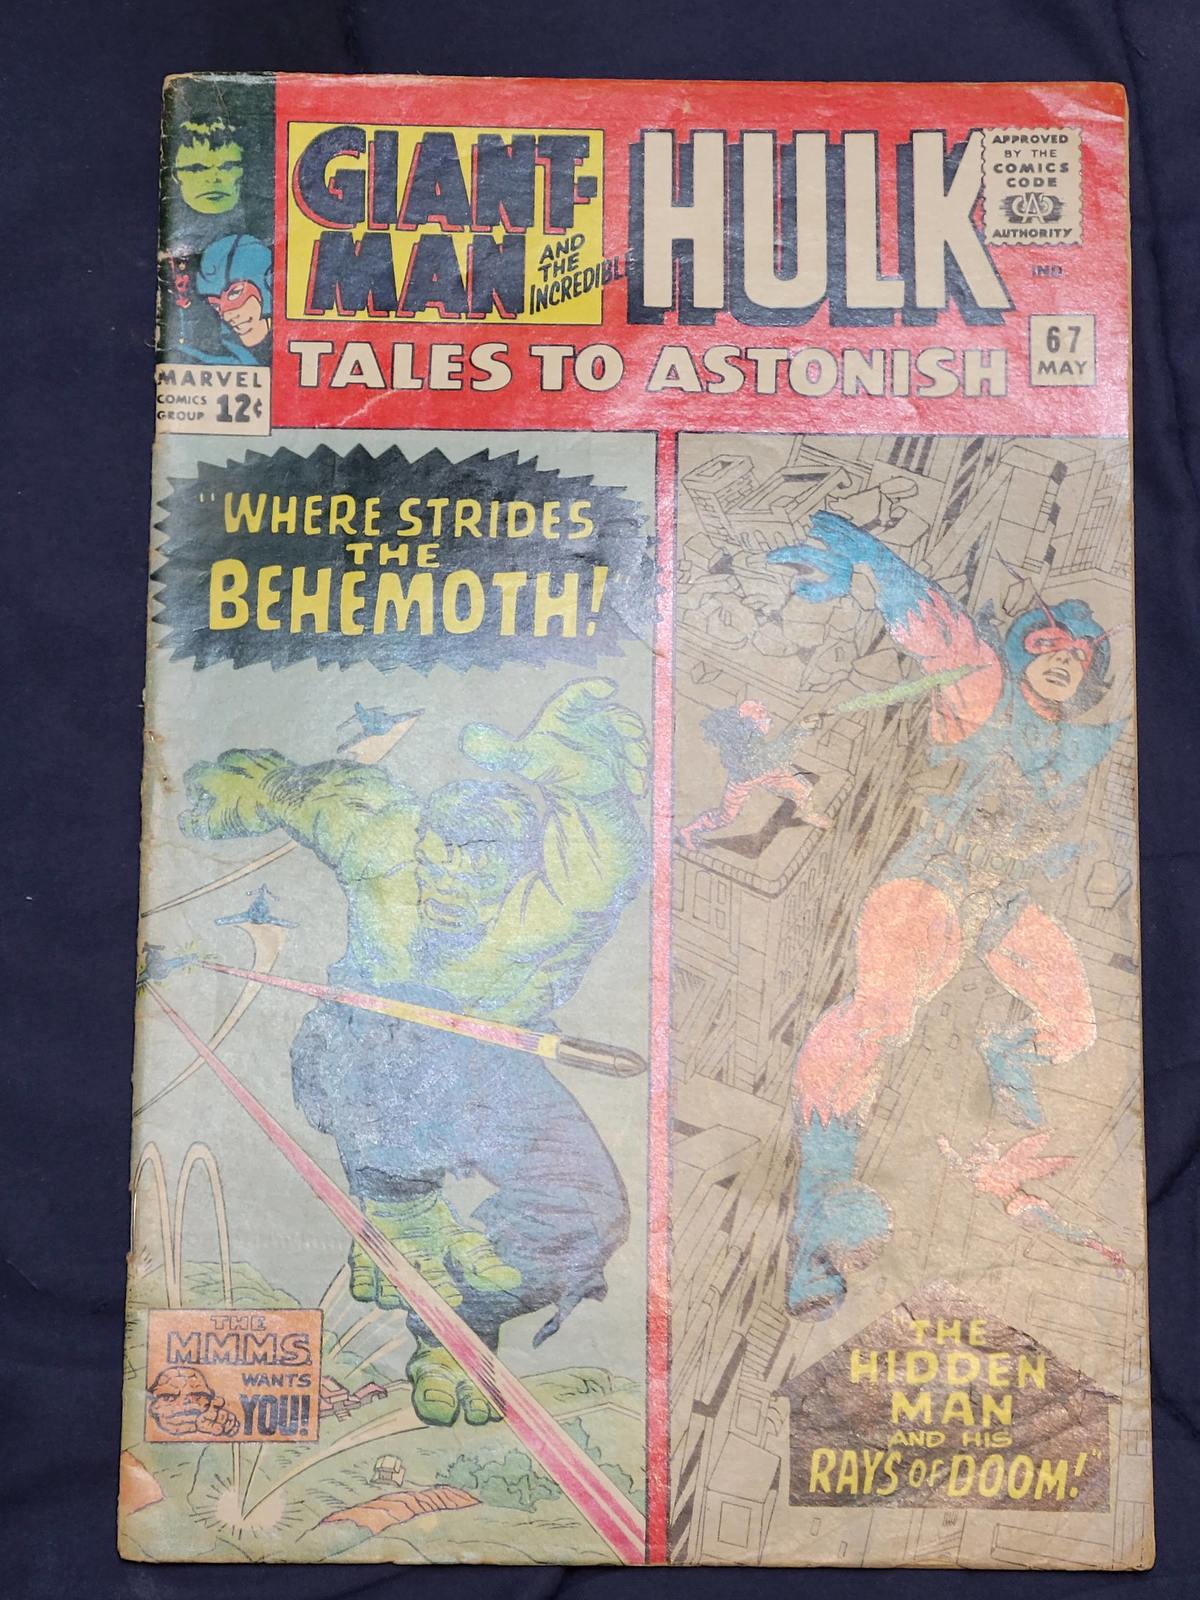 GIANT-
MAN
AND
THE
INCREDIBLE
HULK
APPROVED
BY THE
COMICS
CODE
CA
AUTHORITY
IND
67
MAY
TALES TO ASTONISH
MARVEL
COMICS
GROUP 12¢
"WHERE STRIDES
THE
BEHEMOTH!"
THE
M.M.M.S.
WANTS
YOU!
"THE
HIDDEN
MAN
AND HIS
RAYS OF DOOM!"